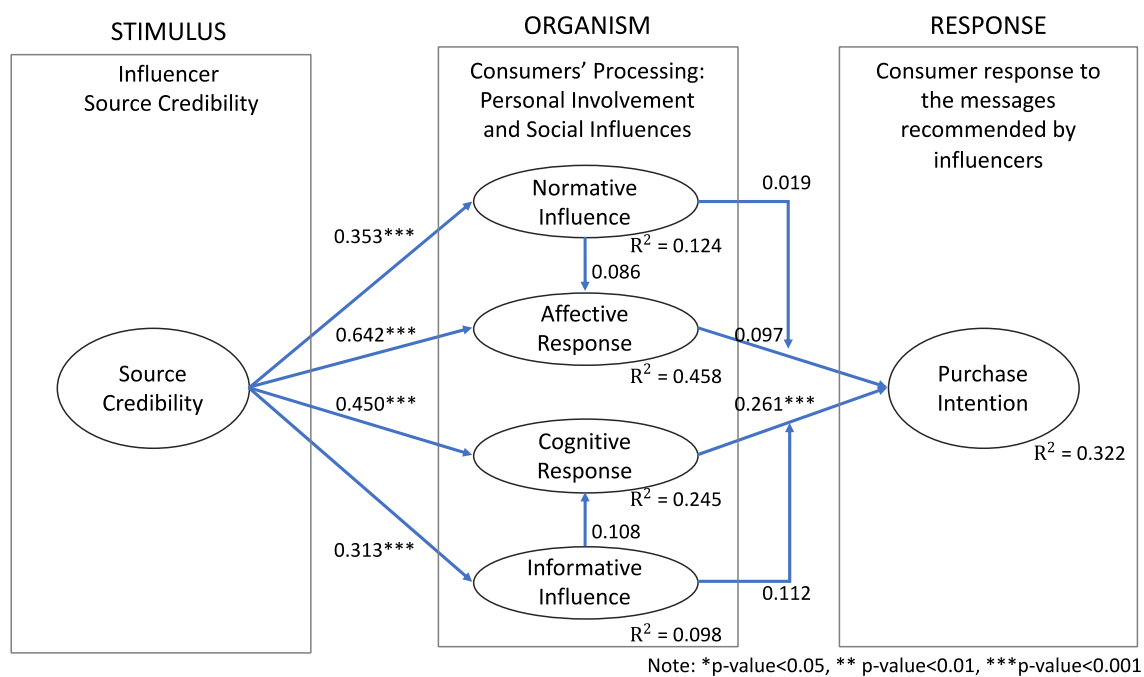 STIMULUS
Influencer
Source Credibility
Source
Credibility
0.353***
0.642***
0.450***
0.313***
ORGANISM
Consumers’ Processing:
Personal Involvement
and Social Influences
Normative
Influence
R² = 0.124
0.086
Affective
Response
R² = 0.458
Cognitive
Response
R² = 0.245
0.108
Informative
Influence
R² = 0.098
0.019
0.097
0.261***
0.112
RESPONSE
Consumer response to
the messages
recommended by
influencers
Purchase
Intention
R² = 0.322
Note: *p-value<0.05, ** p-value<0.01, ***p-value<0.001